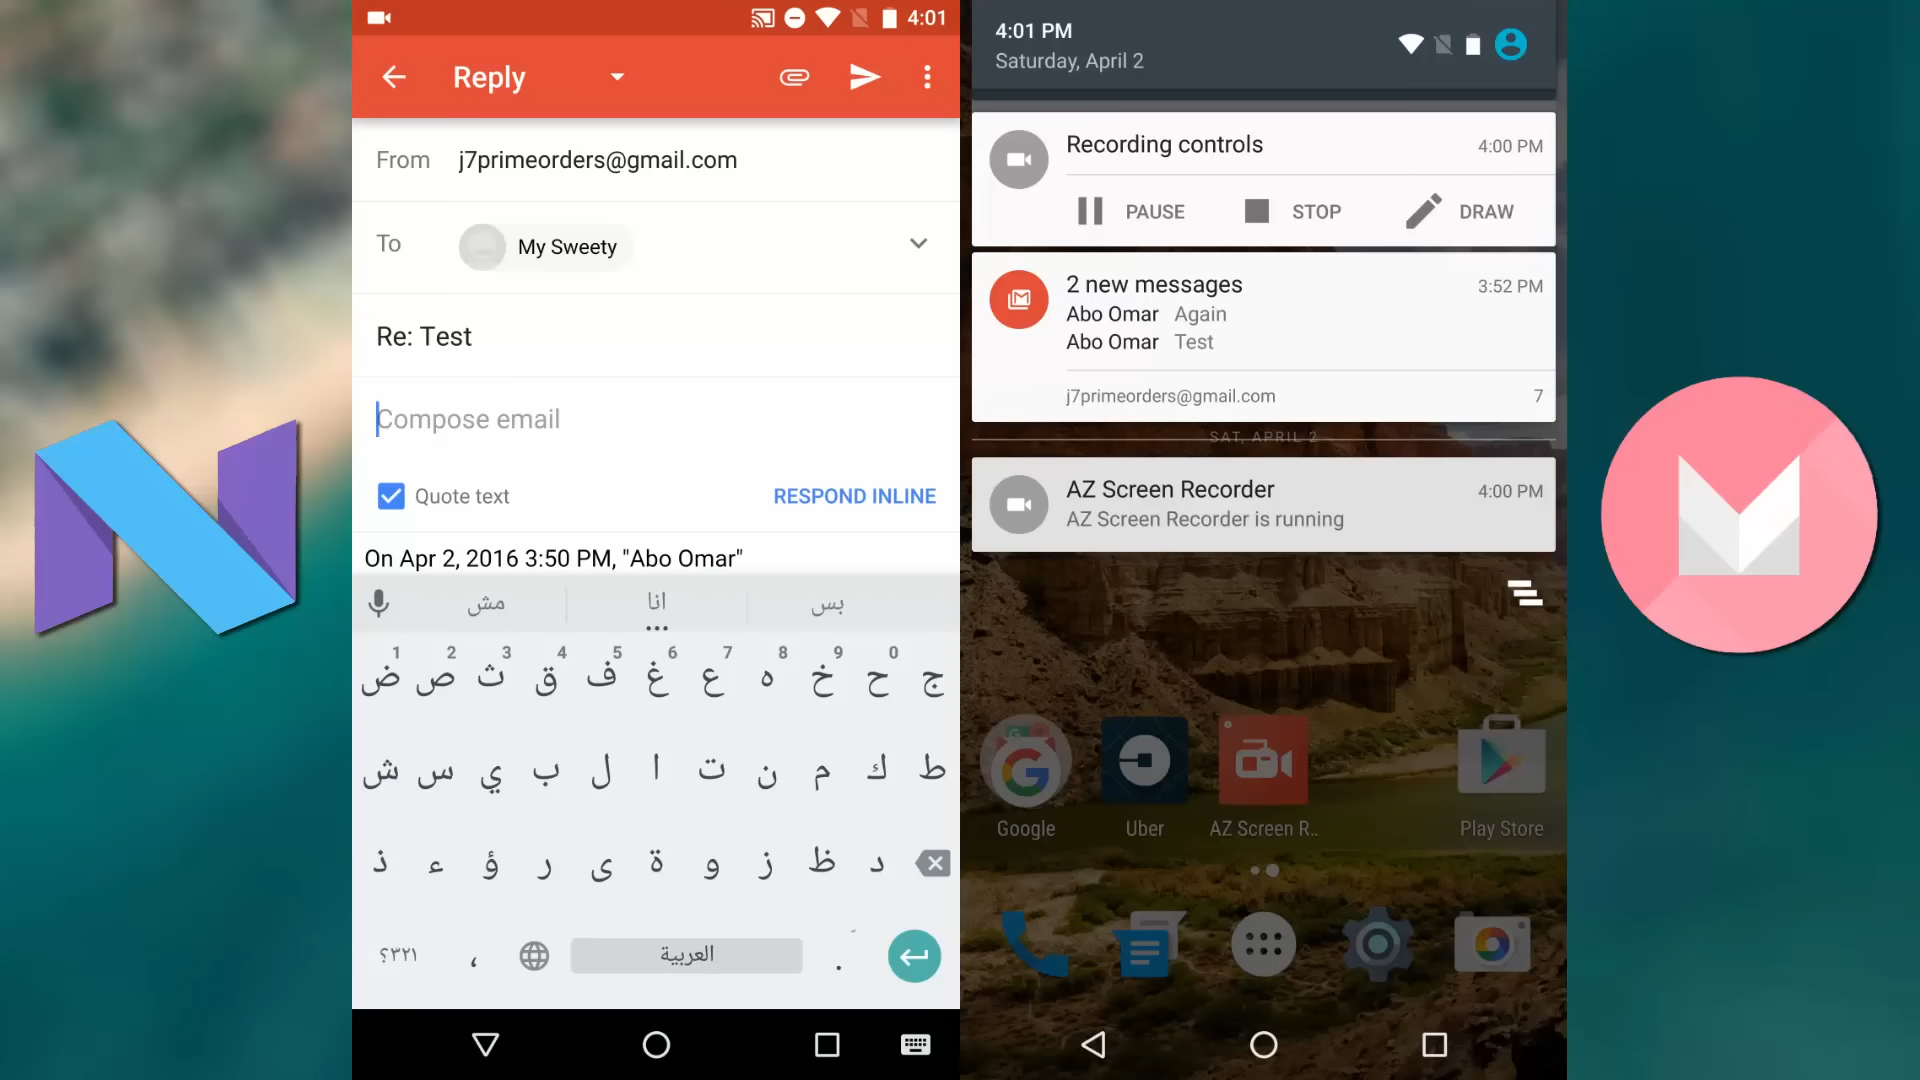 4:01
Reply
From j7primeorders@gmail.com
To My Sweety
Re: Test
Compose email
Quote text RESPOND INLINE
On Apr 2, 2016 3:50 PM, "Abo Omar"
مش انا بس
1 2 3 4 5 6 7 8 9 0
ض ص ث ق ف غ ع ه خ ح ج
ش س ي ب ل ا ت ن م ك ط
ذ ء ؤ ر ى ة و ز ظ د
؟٣٢١ ، العربية .
4:01 PM
Saturday, April 2
Recording controls 4:00 PM
PAUSE STOP DRAW
2 new messages 3:52 PM
Abo Omar Again
Abo Omar Test
j7primeorders@gmail.com 7
SAT, APRIL 2
AZ Screen Recorder 4:00 PM
AZ Screen Recorder is running
Google Uber AZ Screen R.. Play Store